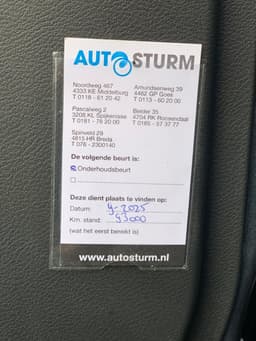 AUTOSTURM
Noordweg 467
4333 KE Middelburg
T 0118 - 61 20 42
Amundsenweg 39
4462 GP Goes
T 0113 - 60 20 00
Pascalweg 2
3208 KL Spijkenisse
T 0181 - 76 20 00
Beider 35
4704 RK Roosendaal
T 0165 - 57 37 77
Spinveld 29
4815 HR Breda
T 076 - 2300140
De volgende beurt is:
Onderhoudsbeurt
Deze dient plaats te vinden op:
Datum: 9-2025
Km. stand: 93000
(wat het eerst bereikt is)
www.autosturm.nl